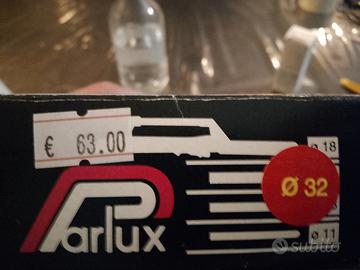 € 63.00
ø 18
Ø 32
Parlux
ø 11
subito